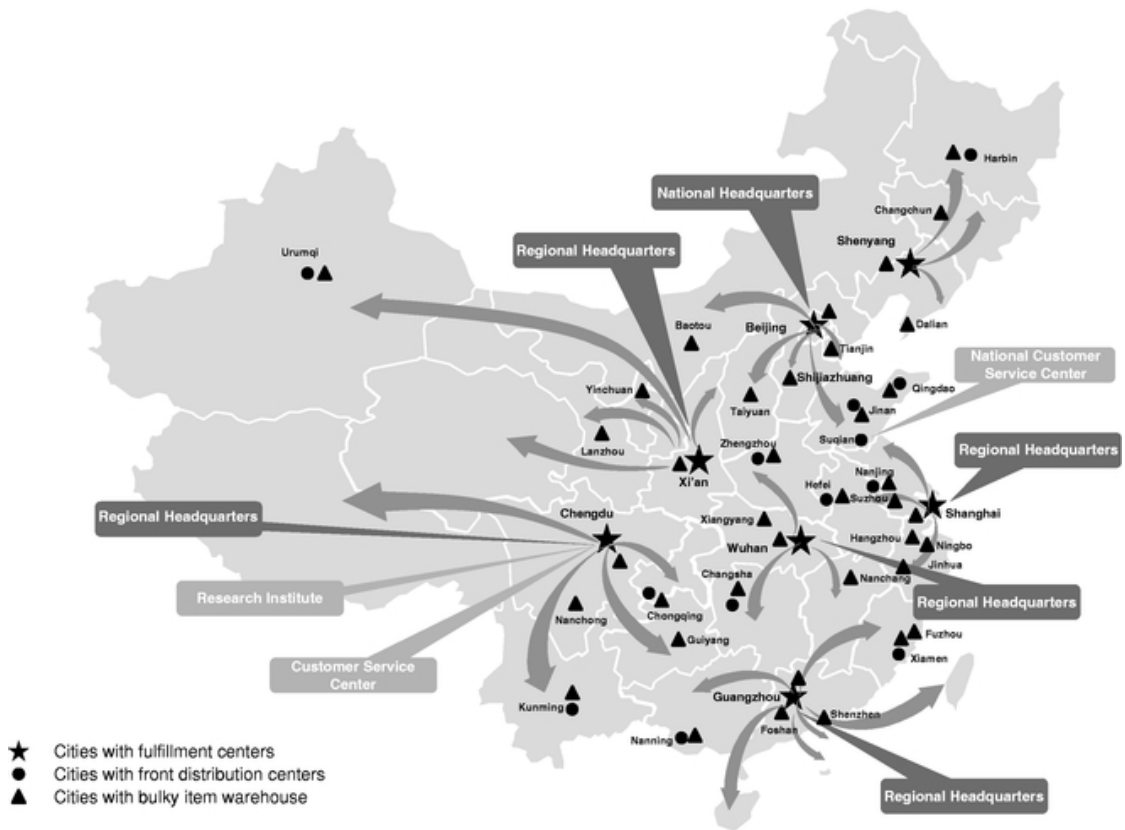 Harbin
National Headquarters
Changchun
Shenyang
Regional Headquarters
Urumqi
Beijing
Dalian
Baotou
Tianjin
National Customer
Service Center
Shijiazhuang
Yinchuan
Qingdao
Taiyuan
Jinan
Zhengzhou
Suqian
Lanzhou
Regional Headquarters
Xi'an
Nanjing
Hefei
Suzhou
Regional Headquarters
Chengdu
Xiangyang
Shanghai
Wuhan
Hangzhou
Ningbo
Jinhua
Changsha
Nanchang
Research Institute
Regional Headquarters
Nanchong
Chongqing
Guiyang
Fuzhou
Xiamen
Customer Service
Center
Guangzhou
Kunming
Foshan
Shenzhen
Nanning
Cities with fulfillment centers
Cities with front distribution centers
Cities with bulky item warehouse
Regional Headquarters